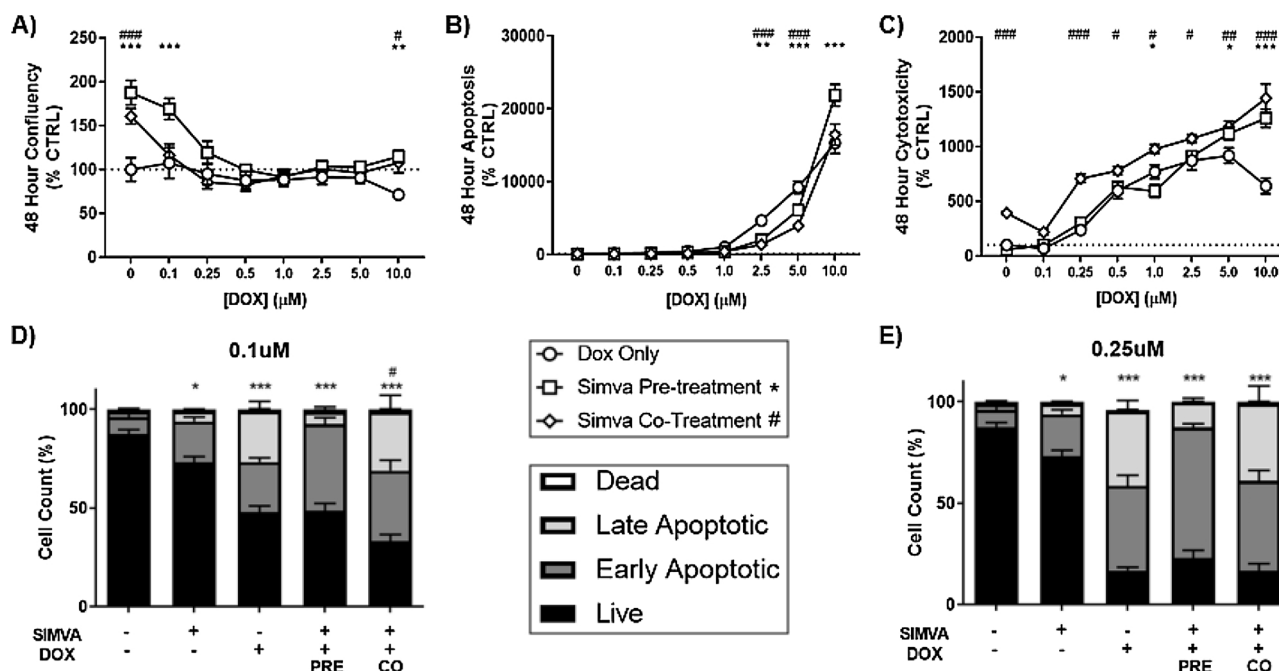 A)
###
***
***
#
**
48 Hour Confluency
(% CTRL)
250
200
150
100
50
0
0 0.1 0.25 0.5 1.0 2.5 5.0 10.0
[DOX] (μM)
B)
###
**
###
***
***
48 Hour Apoptosis
(% CTRL)
30000
20000
10000
0
0 0.1 0.25 0.5 1.0 2.5 5.0 10.0
[DOX] (μM)
C)
### ### # # # ## ###
* * ***
48 Hour Cytotoxicity
(% CTRL)
1500
1000
500
0
0 0.1 0.25 0.5 1.0 2.5 5.0 10.0
[DOX] (μM)
D)
0.1uM
#
* *** *** ***
Cell Count (%)
100
50
0
SIMVA - + - + +
DOX - - + + +
PRE CO
Dox Only
Simva Pre-treatment *
Simva Co-Treatment #
Dead
Late Apoptotic
Early Apoptotic
Live
E)
0.25uM
* *** *** ***
Cell Count (%)
100
50
0
SIMVA - + - + +
DOX - - + + +
PRE CO